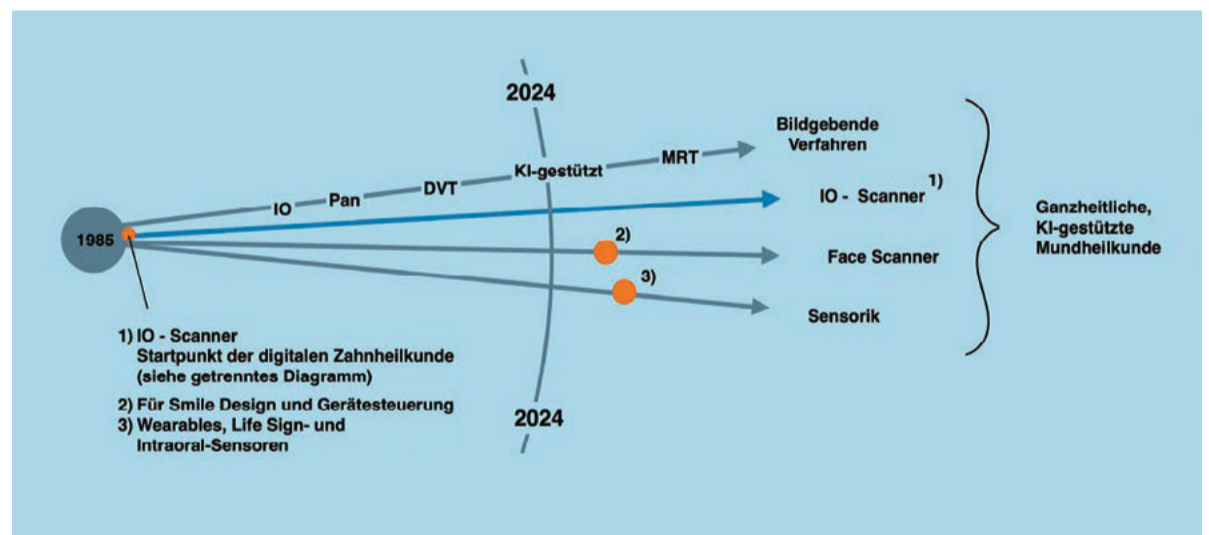 2024
Bildgebende
Verfahren
1985
IO
Pan
DVT
KI-gestützt
MRT
IO - Scanner 1)
2)
Face Scanner
3)
Sensorik
Ganzheitliche,
KI-gestützte
Mundheilkunde
1) IO - Scanner
Startpunkt der digitalen Zahnheilkunde
(siehe getrenntes Diagramm)
2) Für Smile Design und Gerätesteuerung
3) Wearables, Life Sign- und
Intraoral-Sensoren
2024